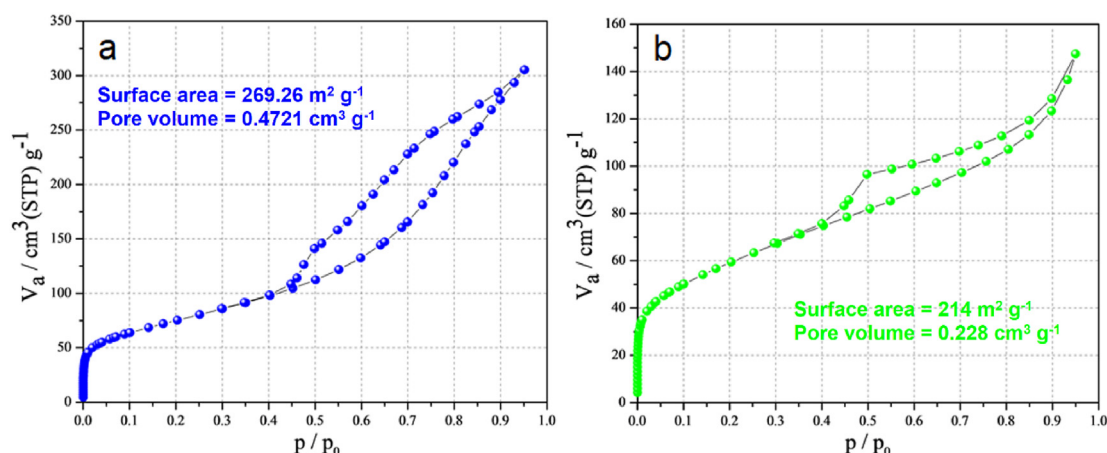 a
Surface area = 269.26 m² g⁻¹
Pore volume = 0.4721 cm³ g⁻¹
Vₐ / cm³(STP) g⁻¹
350
300
250
200
150
100
50
0
0.0 0.1 0.2 0.3 0.4 0.5 0.6 0.7 0.8 0.9 1.0
p / p₀
b
Surface area = 214 m² g⁻¹
Pore volume = 0.228 cm³ g⁻¹
Vₐ / cm³(STP) g⁻¹
160
140
120
100
80
60
40
20
0
0.0 0.1 0.2 0.3 0.4 0.5 0.6 0.7 0.8 0.9 1.0
p / p₀